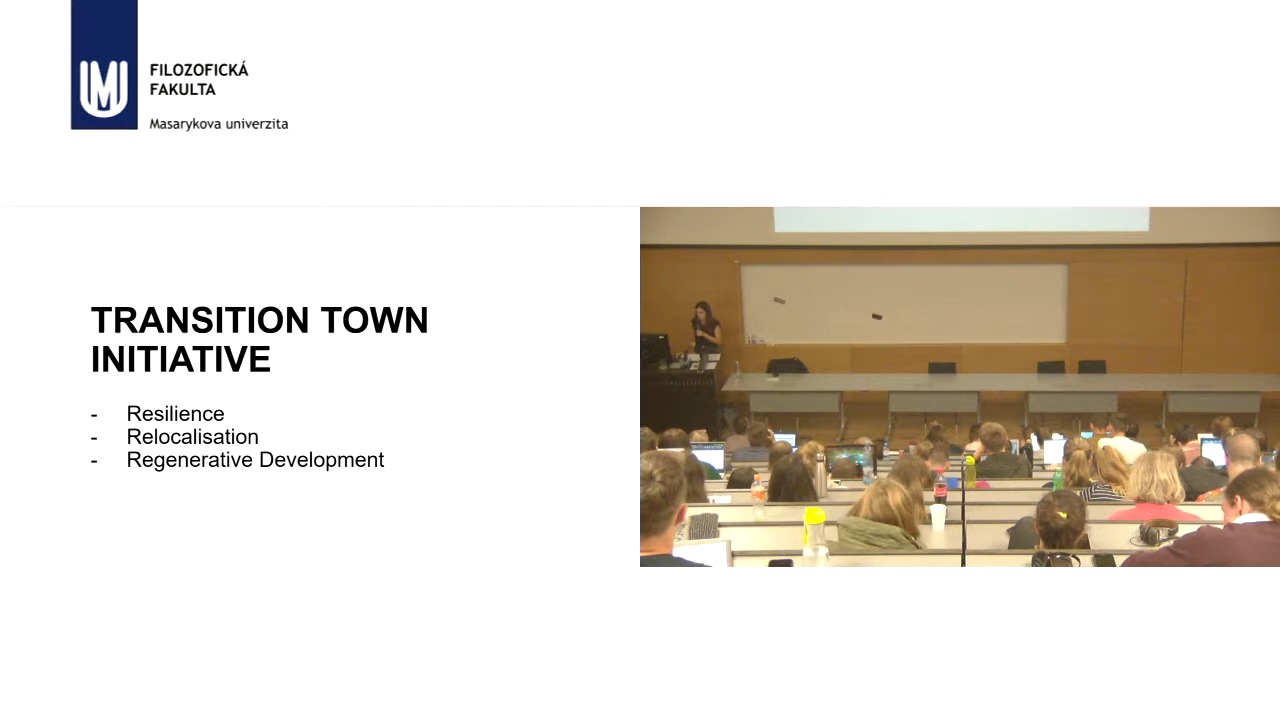 FILOZOFICKÁ
FAKULTA
Masarykova univerzita
TRANSITION TOWN
INITIATIVE
- Resilience
- Relocalisation
- Regenerative Development